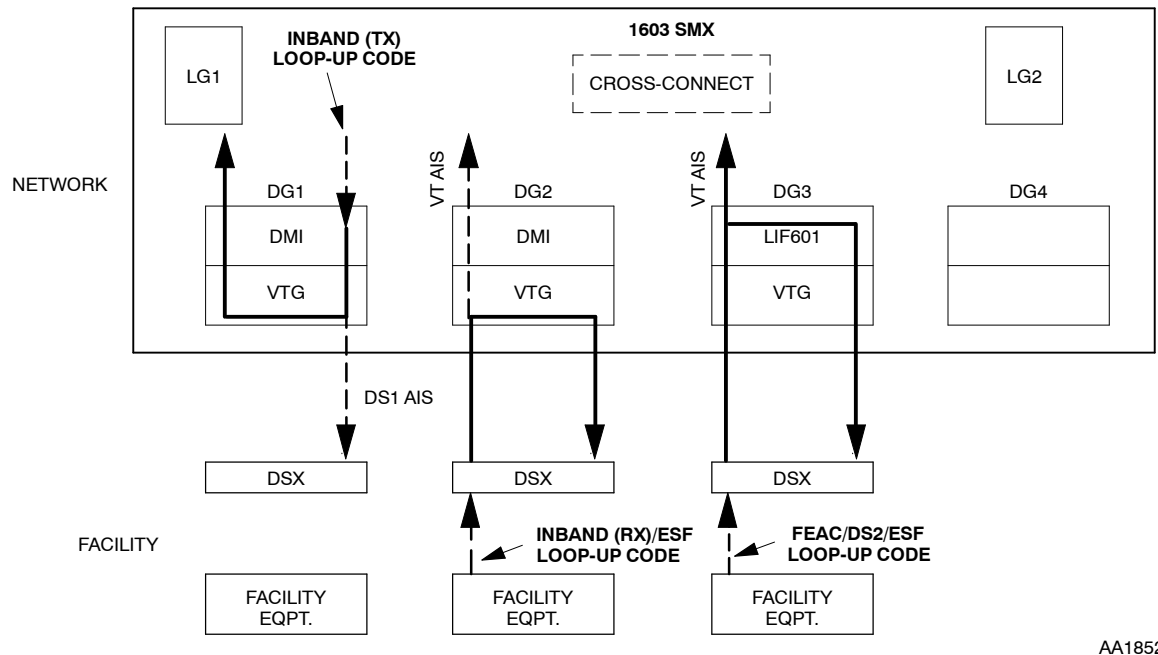 1603 SMX
INBAND (TX)
LOOP-UP CODE
LG1
CROSS-CONNECT
LG2
NETWORK
VT AIS
VT AIS
DG1
DG2
DG3
DG4
DMI
DMI
LIF601
VTG
VTG
VTG
DS1 AIS
DSX
DSX
DSX
FACILITY
INBAND (RX)/ESF
LOOP-UP CODE
FEAC/DS2/ESF
LOOP-UP CODE
FACILITY
EQPT.
FACILITY
EQPT.
FACILITY
EQPT.
AA1852